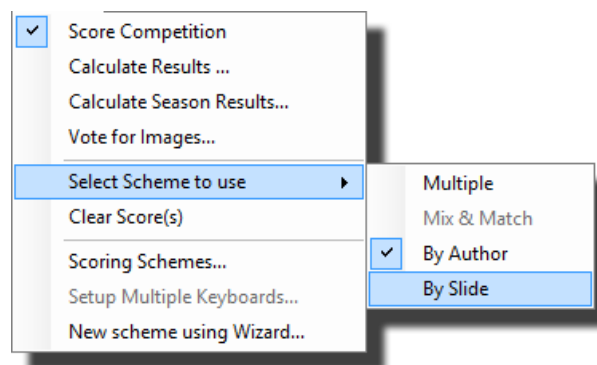 Score Competition
Calculate Results ...
Calculate Season Results...
Vote for Images...
Select Scheme to use
Clear Score(s)
Scoring Schemes...
Setup Multiple Keyboards...
New scheme using Wizard...
Multiple
Mix & Match
By Author
By Slide